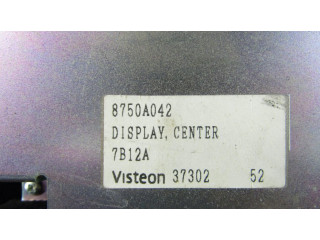 8750A042
DISPLAY, CENTER
7B12A
Visteon 37302 52